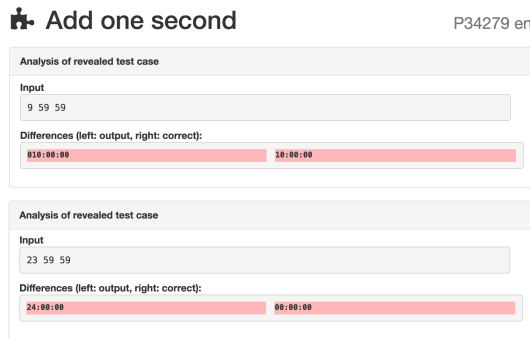 Add one second
P34279 en
Analysis of revealed test case
Input
9 59 59
Differences (left: output, right: correct):
010:00:00 10:00:00
Analysis of revealed test case
Input
23 59 59
Differences (left: output, right: correct):
24:00:00 00:00:00